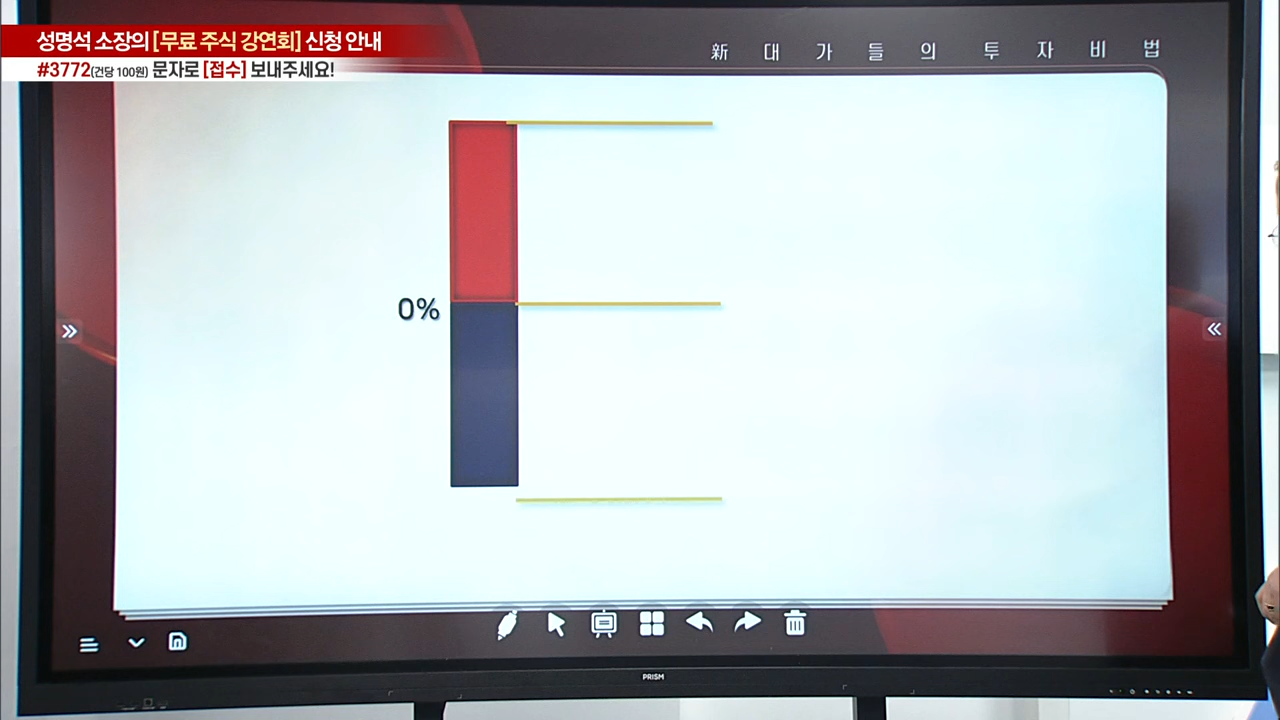 성명석 소장의 [무료 주식 강연회] 신청 안내
#3772(건당 100원) 문자로 [접수] 보내주세요!
新 대 가 들 의 투 자 비 법
0%
PRISM